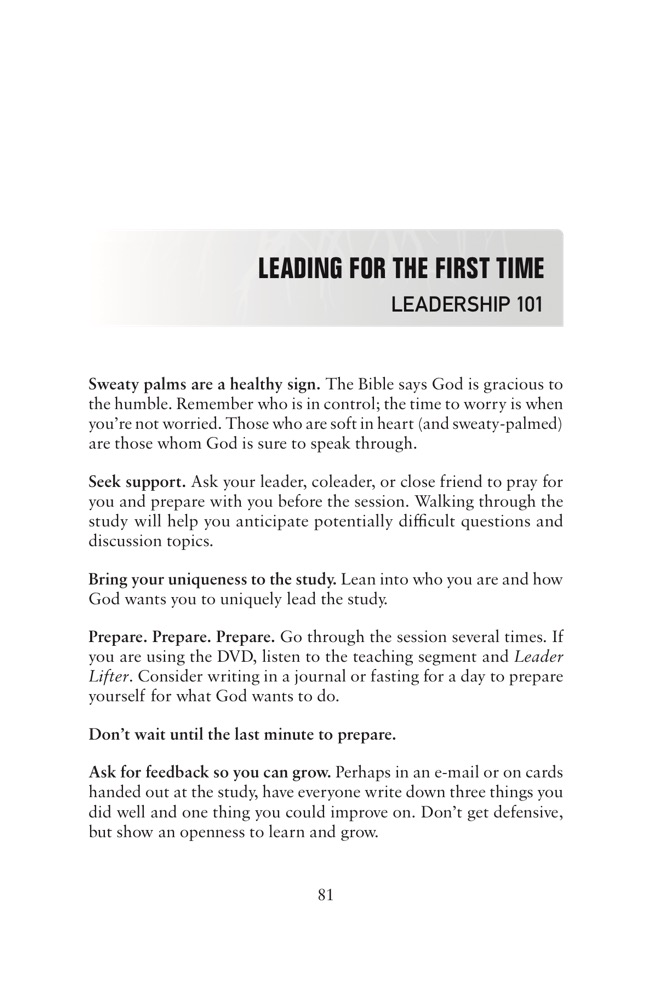 LEADING FOR THE FIRST TIME
LEADERSHIP 101
Sweaty palms are a healthy sign. The Bible says God is gracious to
the humble. Remember who is in control; the time to worry is when
you’re not worried. Those who are soft in heart (and sweaty-palmed)
are those whom God is sure to speak through.
Seek support. Ask your leader, coleader, or close friend to pray for
you and prepare with you before the session. Walking through the
study will help you anticipate potentially difficult questions and
discussion topics.
Bring your uniqueness to the study. Lean into who you are and how
God wants you to uniquely lead the study.
Prepare. Prepare. Prepare. Go through the session several times. If
you are using the DVD, listen to the teaching segment and Leader
Lifter. Consider writing in a journal or fasting for a day to prepare
yourself for what God wants to do.
Don’t wait until the last minute to prepare.
Ask for feedback so you can grow. Perhaps in an e-mail or on cards
handed out at the study, have everyone write down three things you
did well and one thing you could improve on. Don’t get defensive,
but show an openness to learn and grow.
81